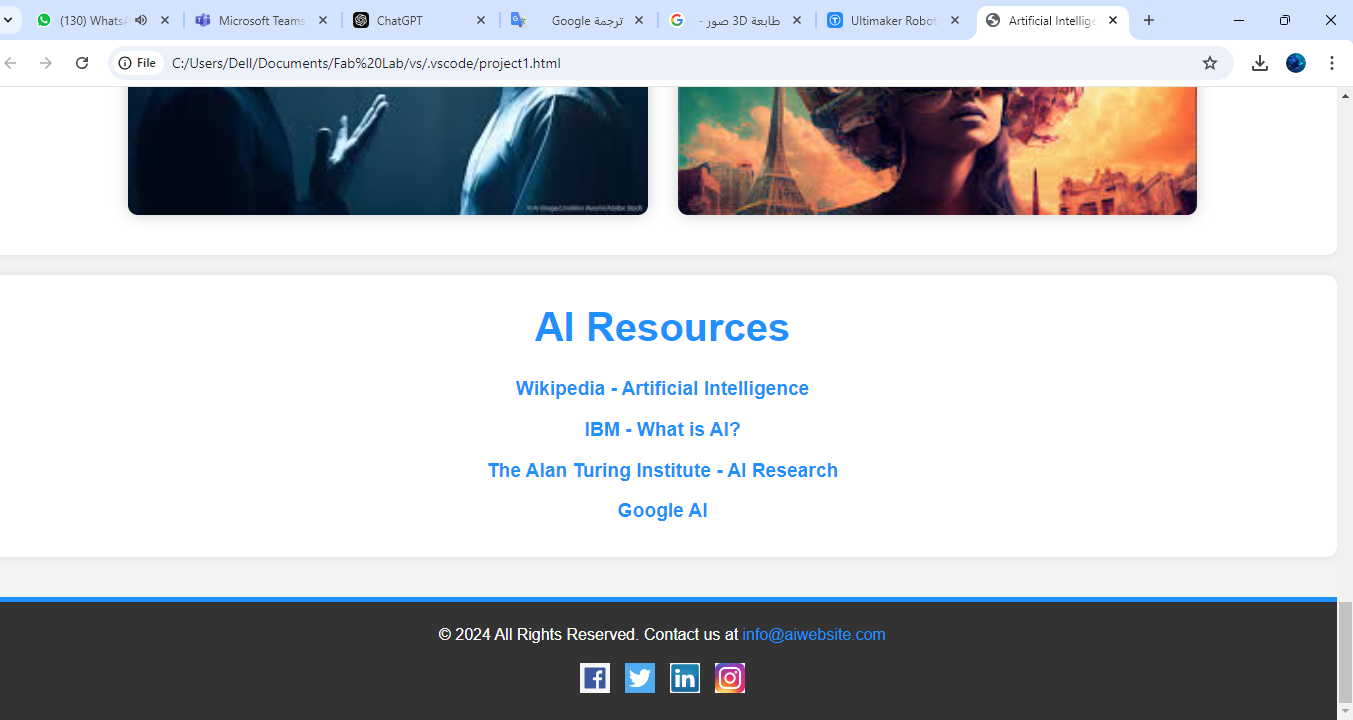 (130) WhatsA
Microsoft Teams
ChatGPT
ترجمة Google
طابعة 3D صور -
Ultimaker Robot
Artificial Intellige
File
C:/Users/Dell/Documents/Fab%20Lab/vs/.vscode/project1.html
AI Resources
Wikipedia - Artificial Intelligence
IBM - What is AI?
The Alan Turing Institute - AI Research
Google AI
© 2024 All Rights Reserved. Contact us at info@aiwebsite.com